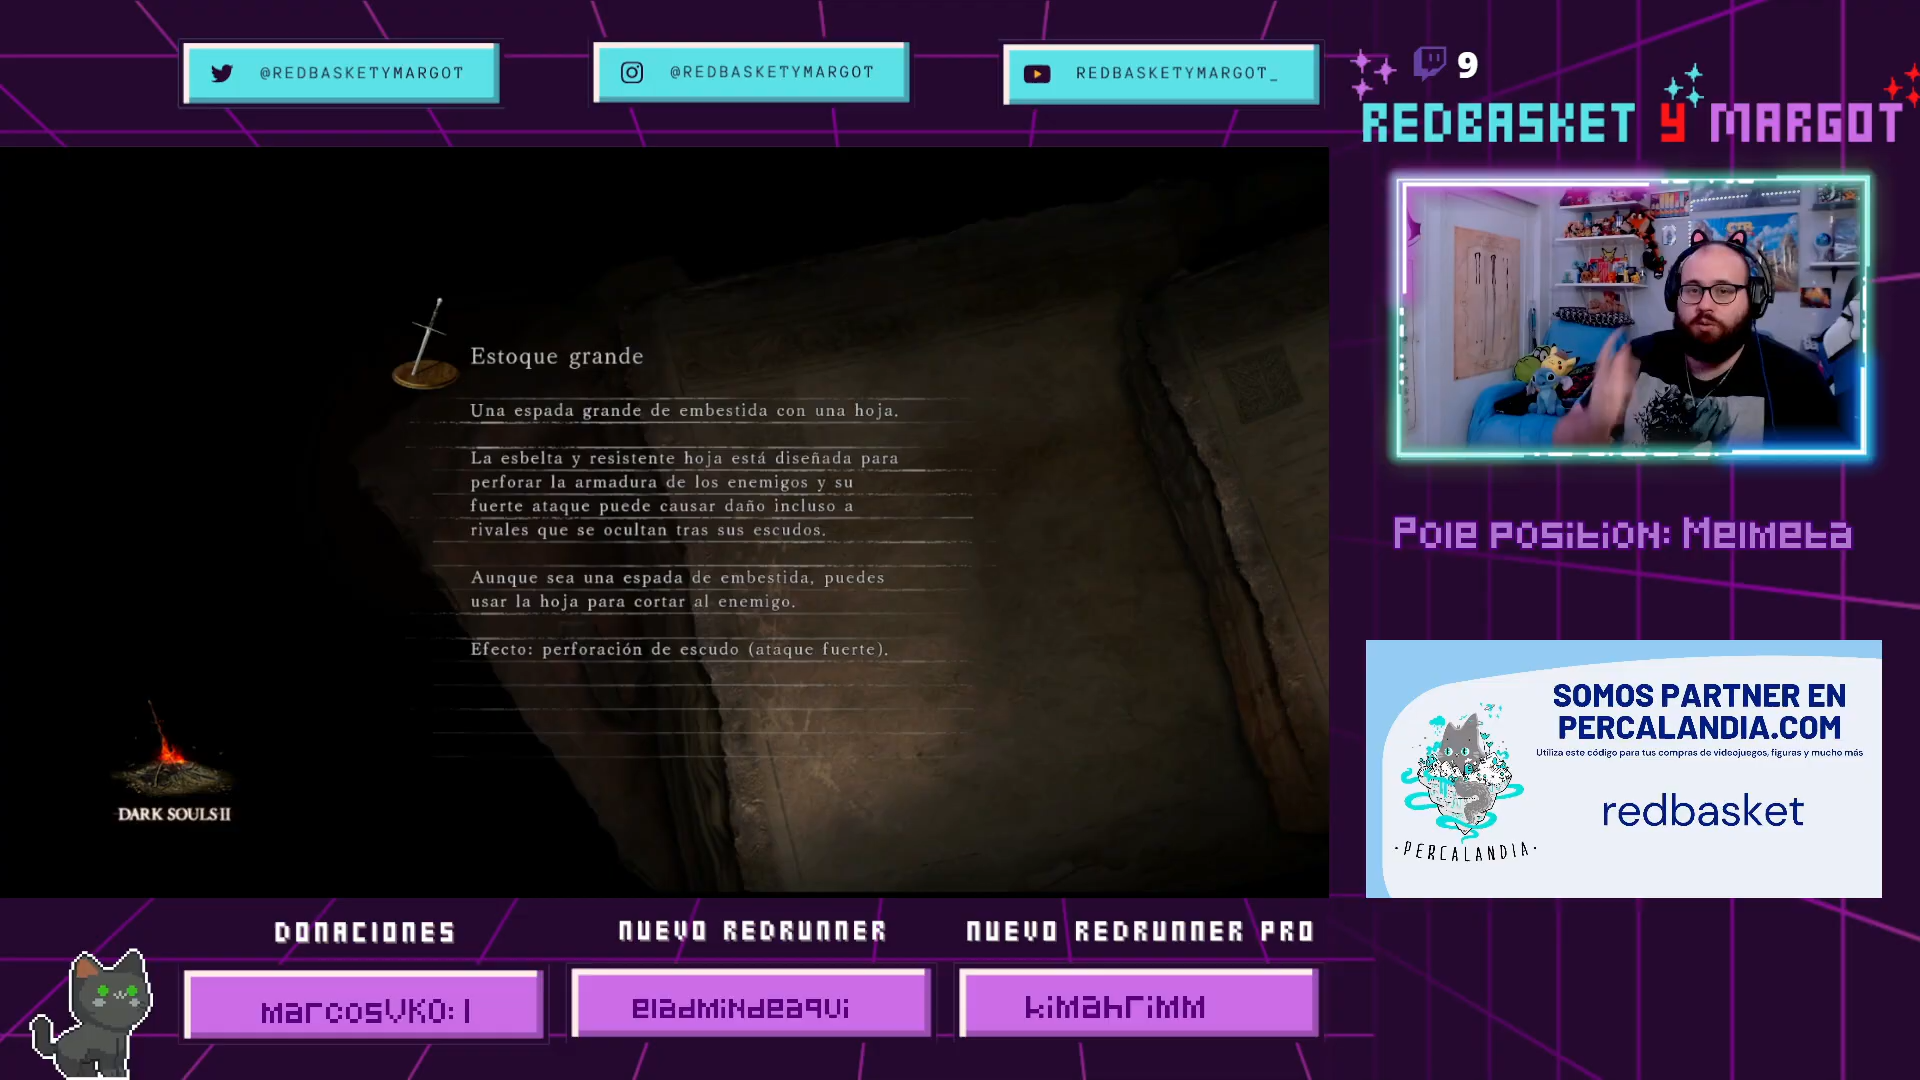 @REDBASKETYMARGOT
@REDBASKETYMARGOT
REDBASKETYMARGOT_
9
REDBASKET Y MARGOT
Estoque grande
Una espada grande de embestida con una hoja.
La esbelta y resistente hoja está diseñada para
perforar la armadura de los enemigos y su
fuerte ataque puede causar daño incluso a
rivales que se ocultan tras sus escudos.
Aunque sea una espada de embestida, puedes
usar la hoja para cortar al enemigo.
Efecto: perforación de escudo (ataque fuerte).
DARK SOULS II
Pole position: Melmeta
SOMOS PARTNER EN
PERCALANDIA.COM
Utiliza este código para tus compras de videojuegos, figuras y mucho más
redbasket
·PERCALANDIA·
DONACIONES
marcosVKO: 1
NUEVO REDRUNNER
eladmindeaqui
NUEVO REDRUNNER PRO
kimahrimm